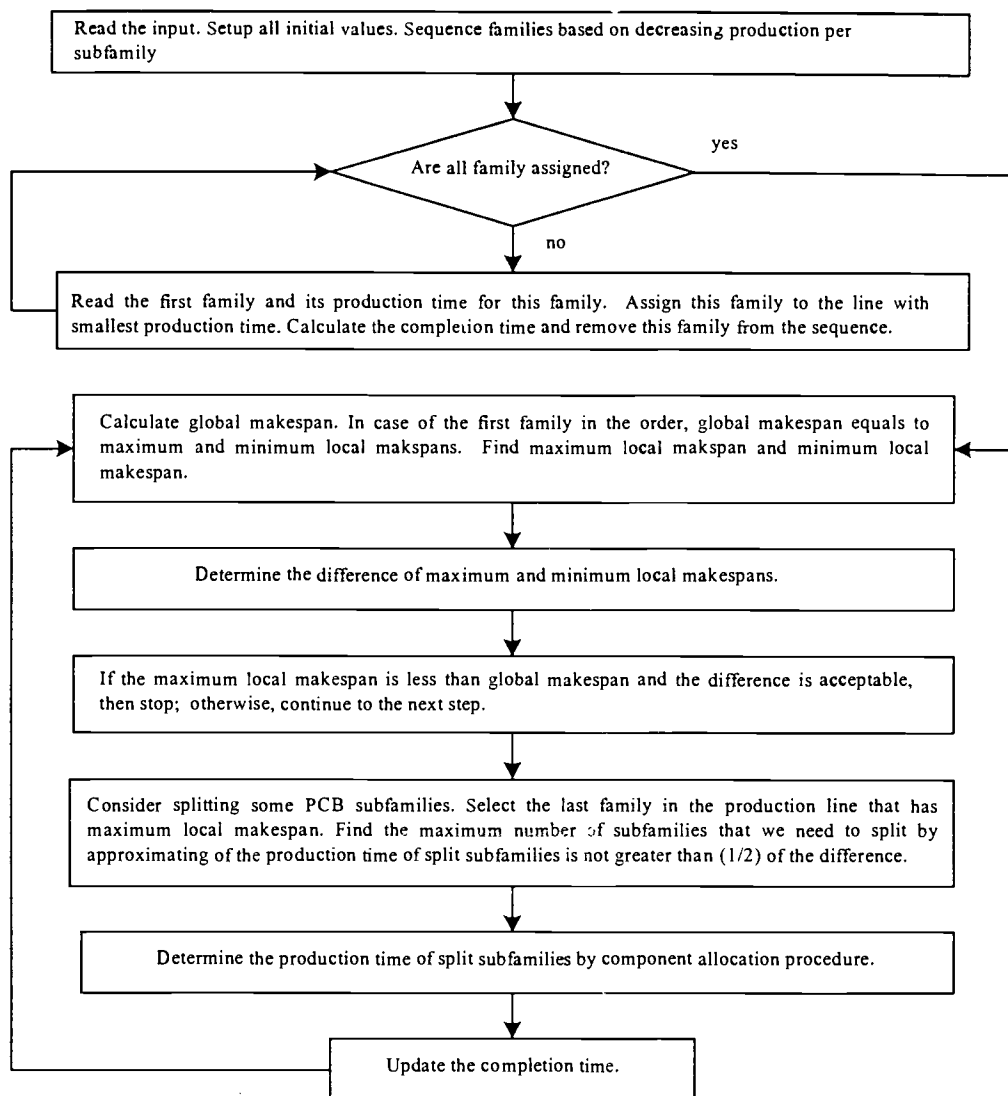 Read the input. Setup all initial values. Sequence families based on decreasing production per
subfamily
yes
Are all family assigned?
no
Read the first family and its production time for this family. Assign this family to the line with
smallest production time. Calculate the completion time and remove this family from the sequence.
Calculate global makespan. In case of the first family in the order, global makespan equals to
maximum and minimum local makspans. Find maximum local makspan and minimum local
makespan.
Determine the difference of maximum and minimum local makespans.
If the maximum local makespan is less than global makespan and the difference is acceptable,
then stop; otherwise, continue to the next step.
Consider splitting some PCB subfamilies. Select the last family in the production line that has
maximum local makespan. Find the maximum number of subfamilies that we need to split by
approximating of the production time of split subfamilies is not greater than (1/2) of the difference.
Determine the production time of split subfamilies by component allocation procedure.
Update the completion time.